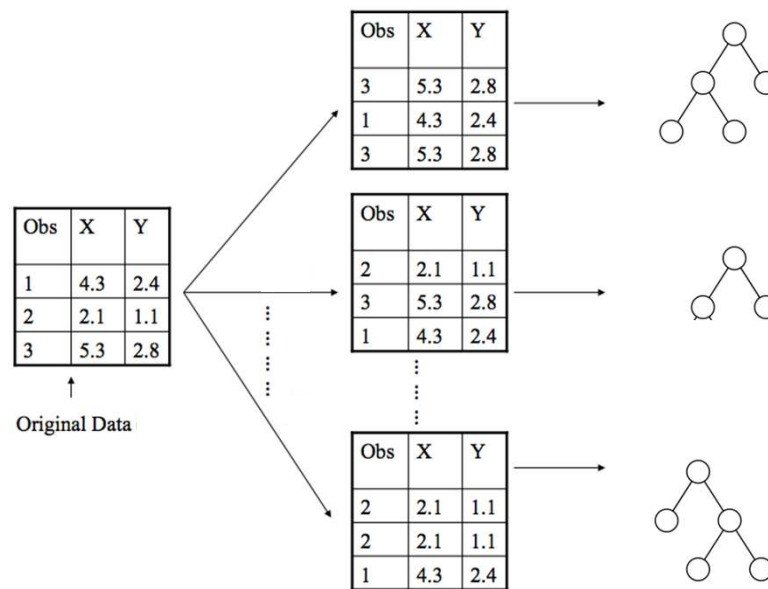 Obs X Y
3 5.3 2.8
1 4.3 2.4
3 5.3 2.8
Obs X Y
1 4.3 2.4
2 2.1 1.1
3 5.3 2.8
Original Data
Obs X Y
2 2.1 1.1
3 5.3 2.8
1 4.3 2.4
Obs X Y
2 2.1 1.1
2 2.1 1.1
1 4.3 2.4